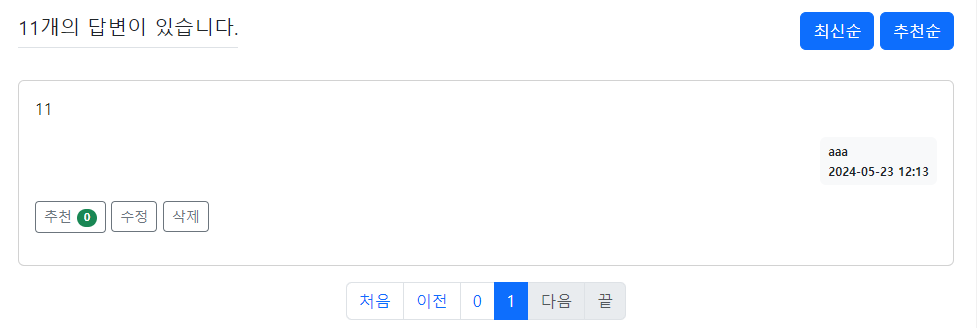 11개의 답변이 있습니다.
최신순 추천순
11
aaa
2024-05-23 12:13
추천 0 수정 삭제
처음 이전 0 1 다음 끝